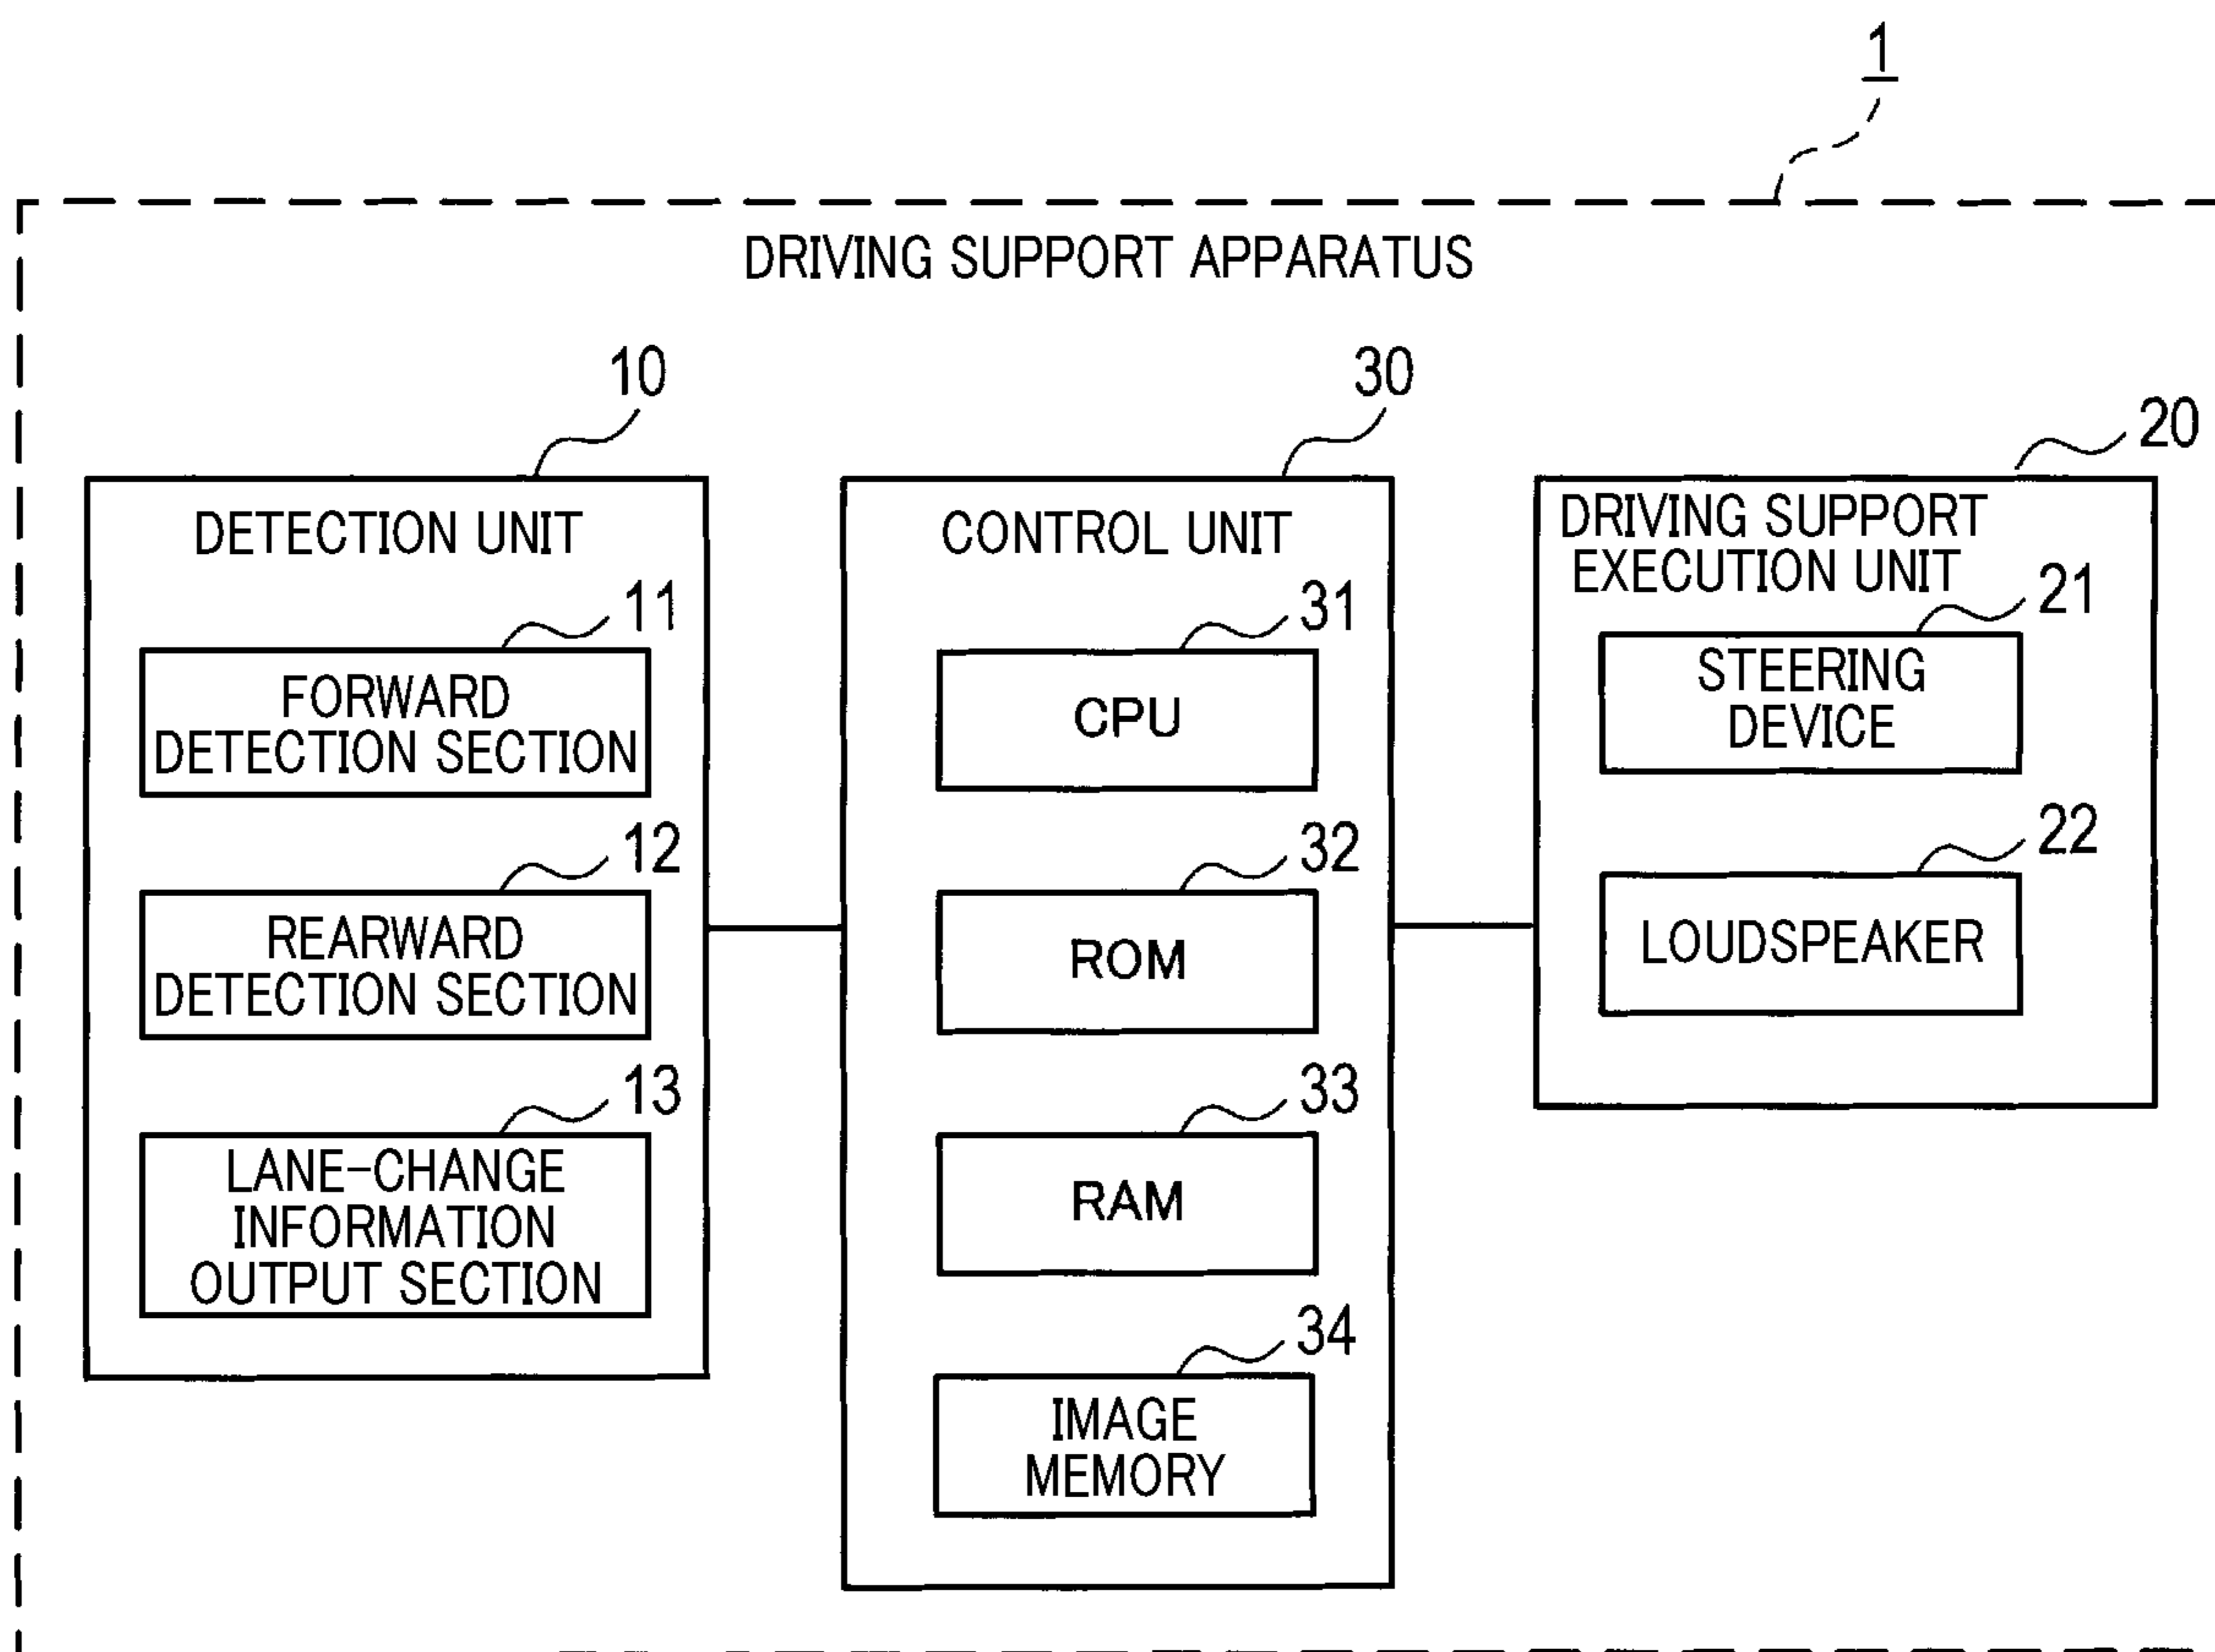 1
DRIVING SUPPORT APPARATUS
10
DETECTION UNIT
11
FORWARD
DETECTION SECTION
12
REARWARD
DETECTION SECTION
13
LANE-CHANGE
INFORMATION
OUTPUT SECTION
30
CONTROL UNIT
31
CPU
32
ROM
33
RAM
34
IMAGE
MEMORY
20
DRIVING SUPPORT
EXECUTION UNIT
21
STEERING
DEVICE
22
LOUDSPEAKER